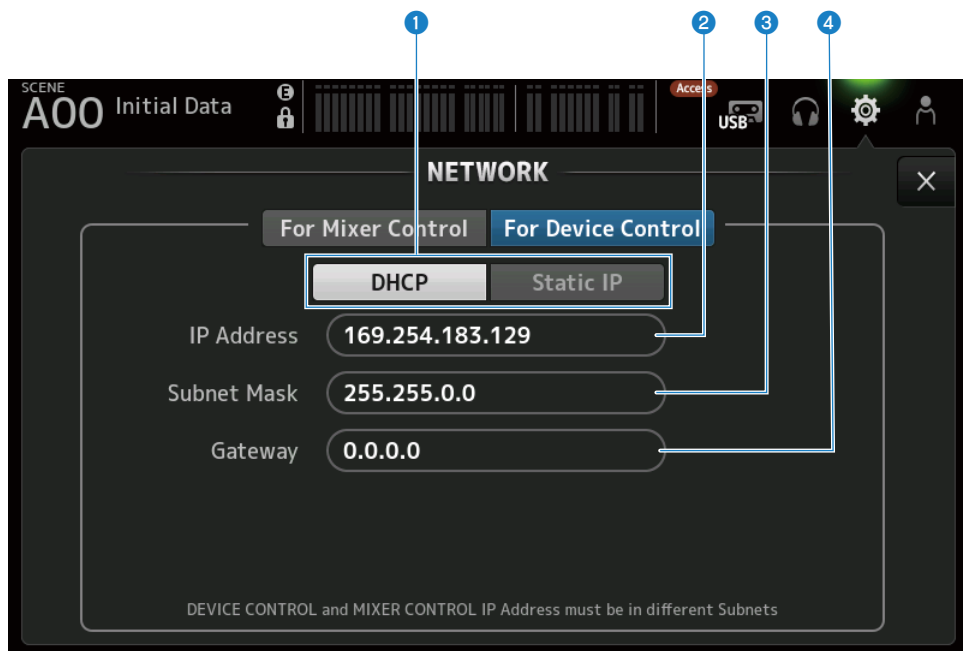 1 2 3 4
SCENE
A00 Initial Data E Access USB
NETWORK
For Mixer Control For Device Control
DHCP Static IP
IP Address 169.254.183.129
Subnet Mask 255.255.0.0
Gateway 0.0.0.0
DEVICE CONTROL and MIXER CONTROL IP Address must be in different Subnets